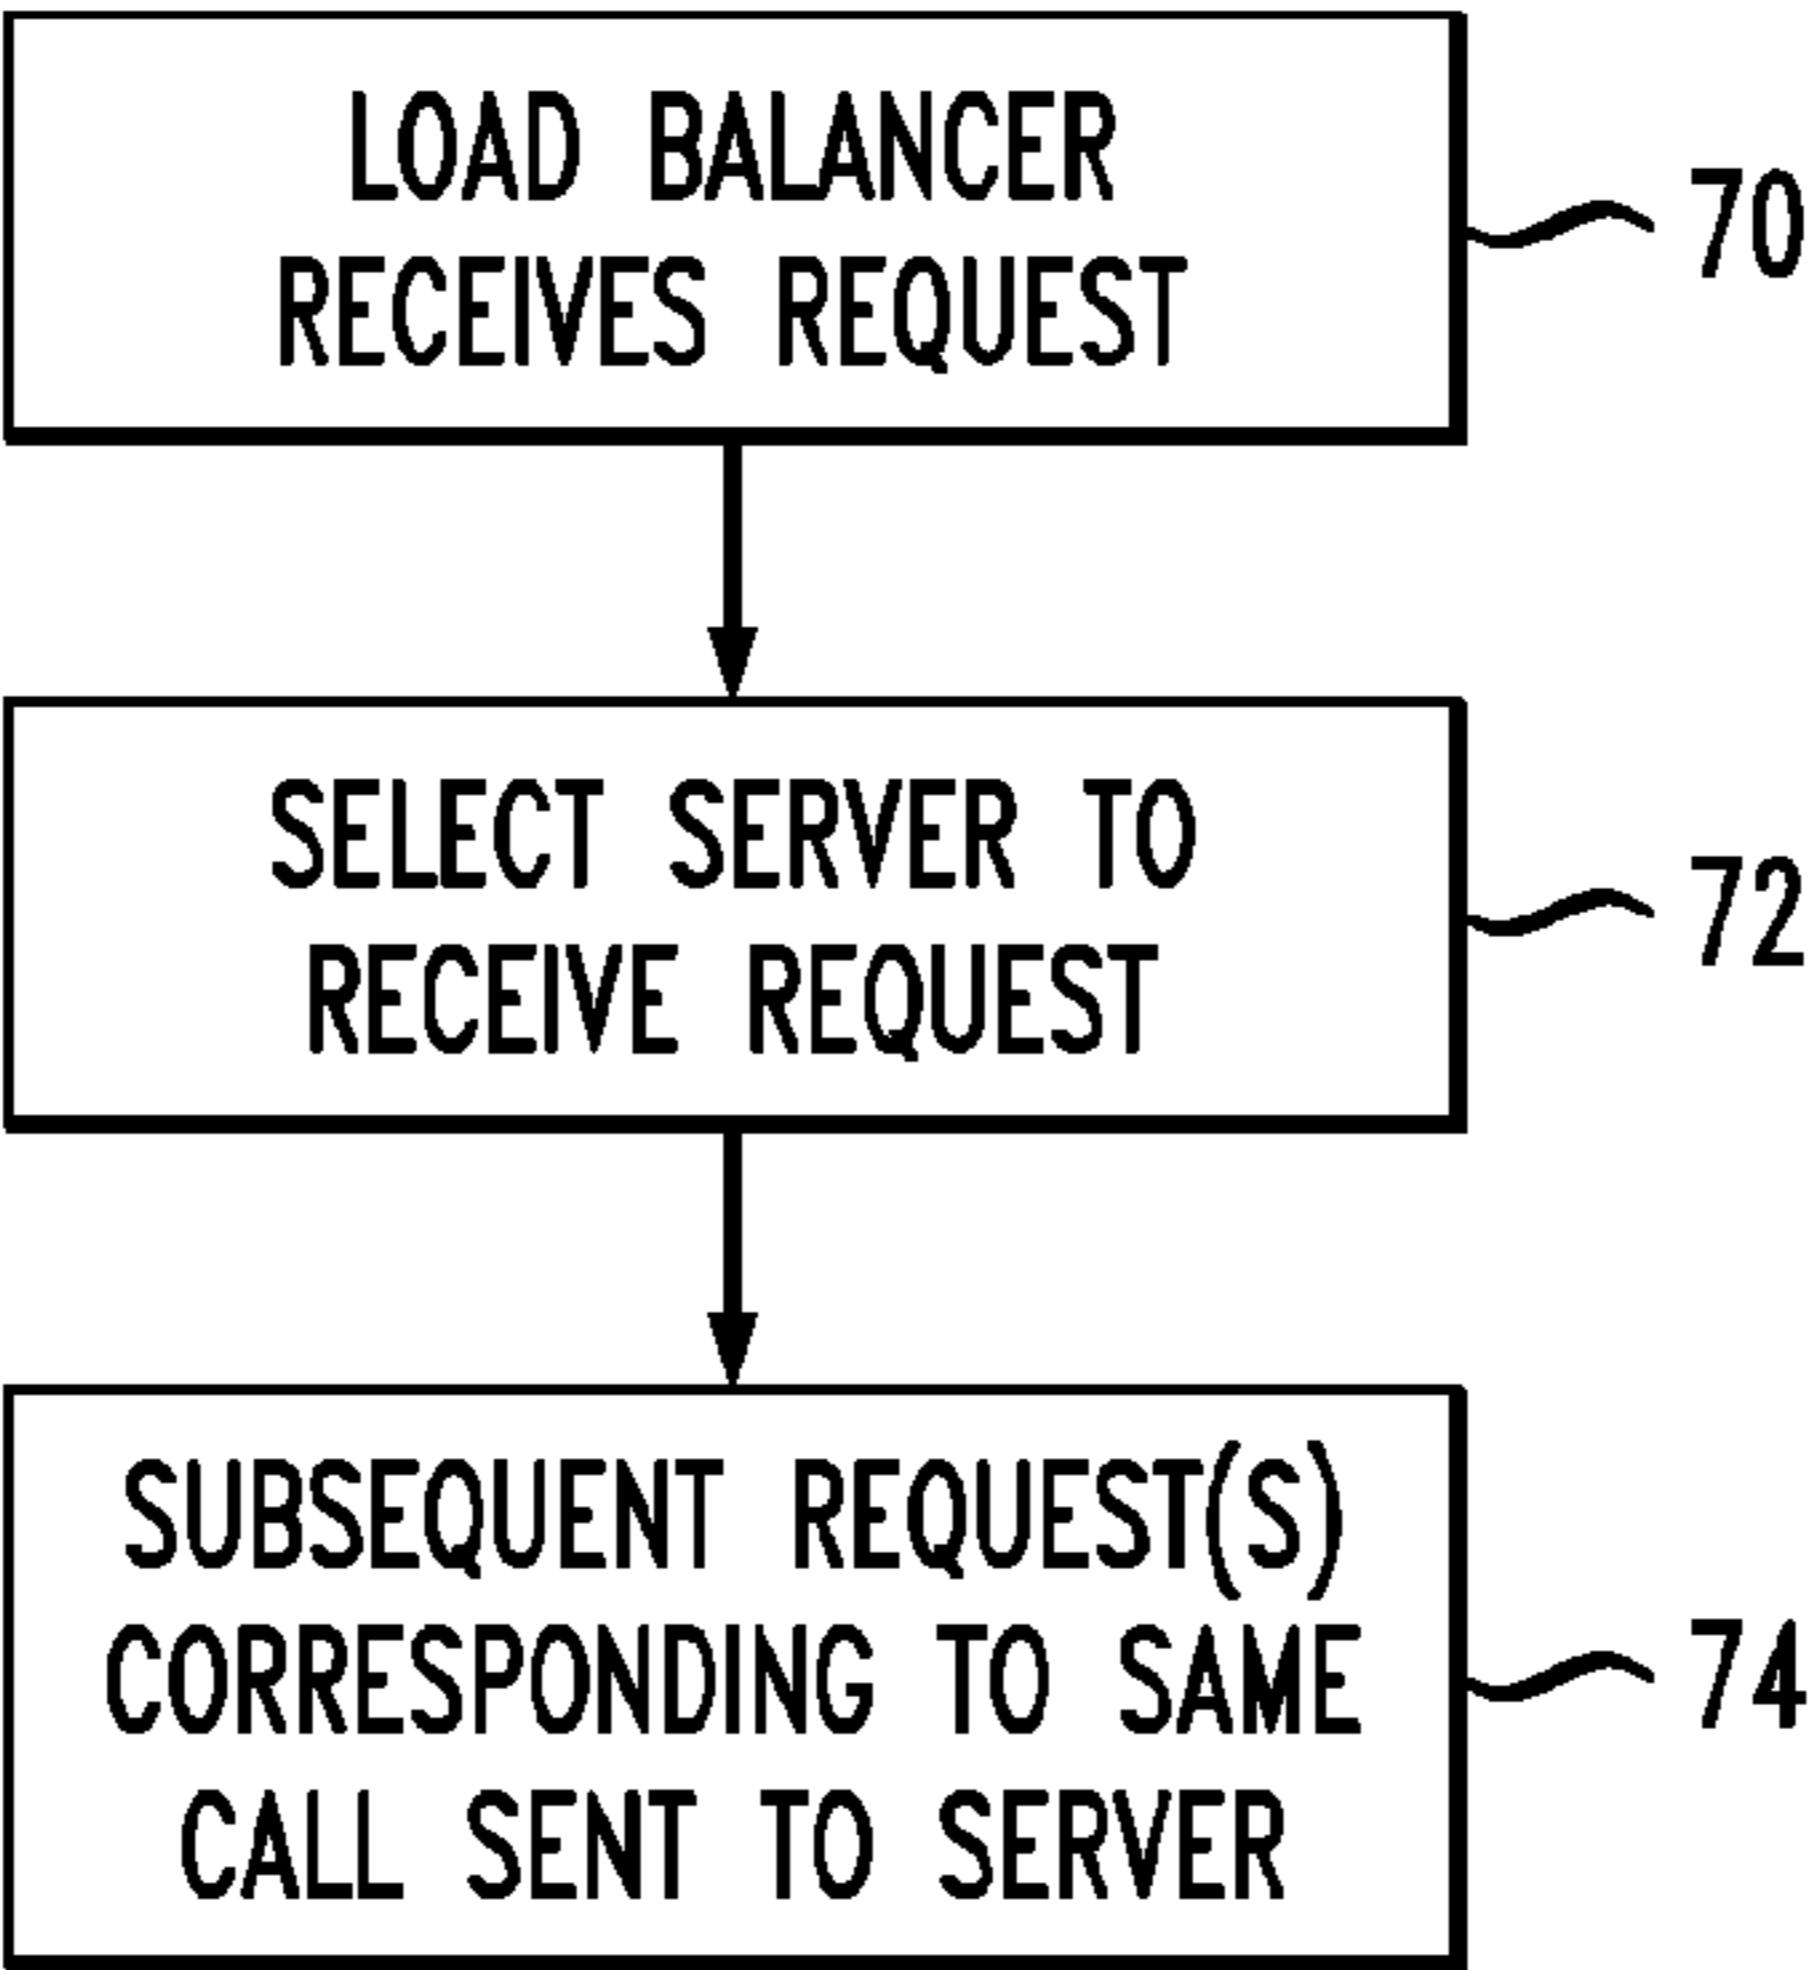 LOAD BALANCER
RECEIVES REQUEST
70
SELECT SERVER TO
RECEIVE REQUEST
72
SUBSEQUENT REQUEST(S)
CORRESPONDING TO SAME
CALL SENT TO SERVER
74